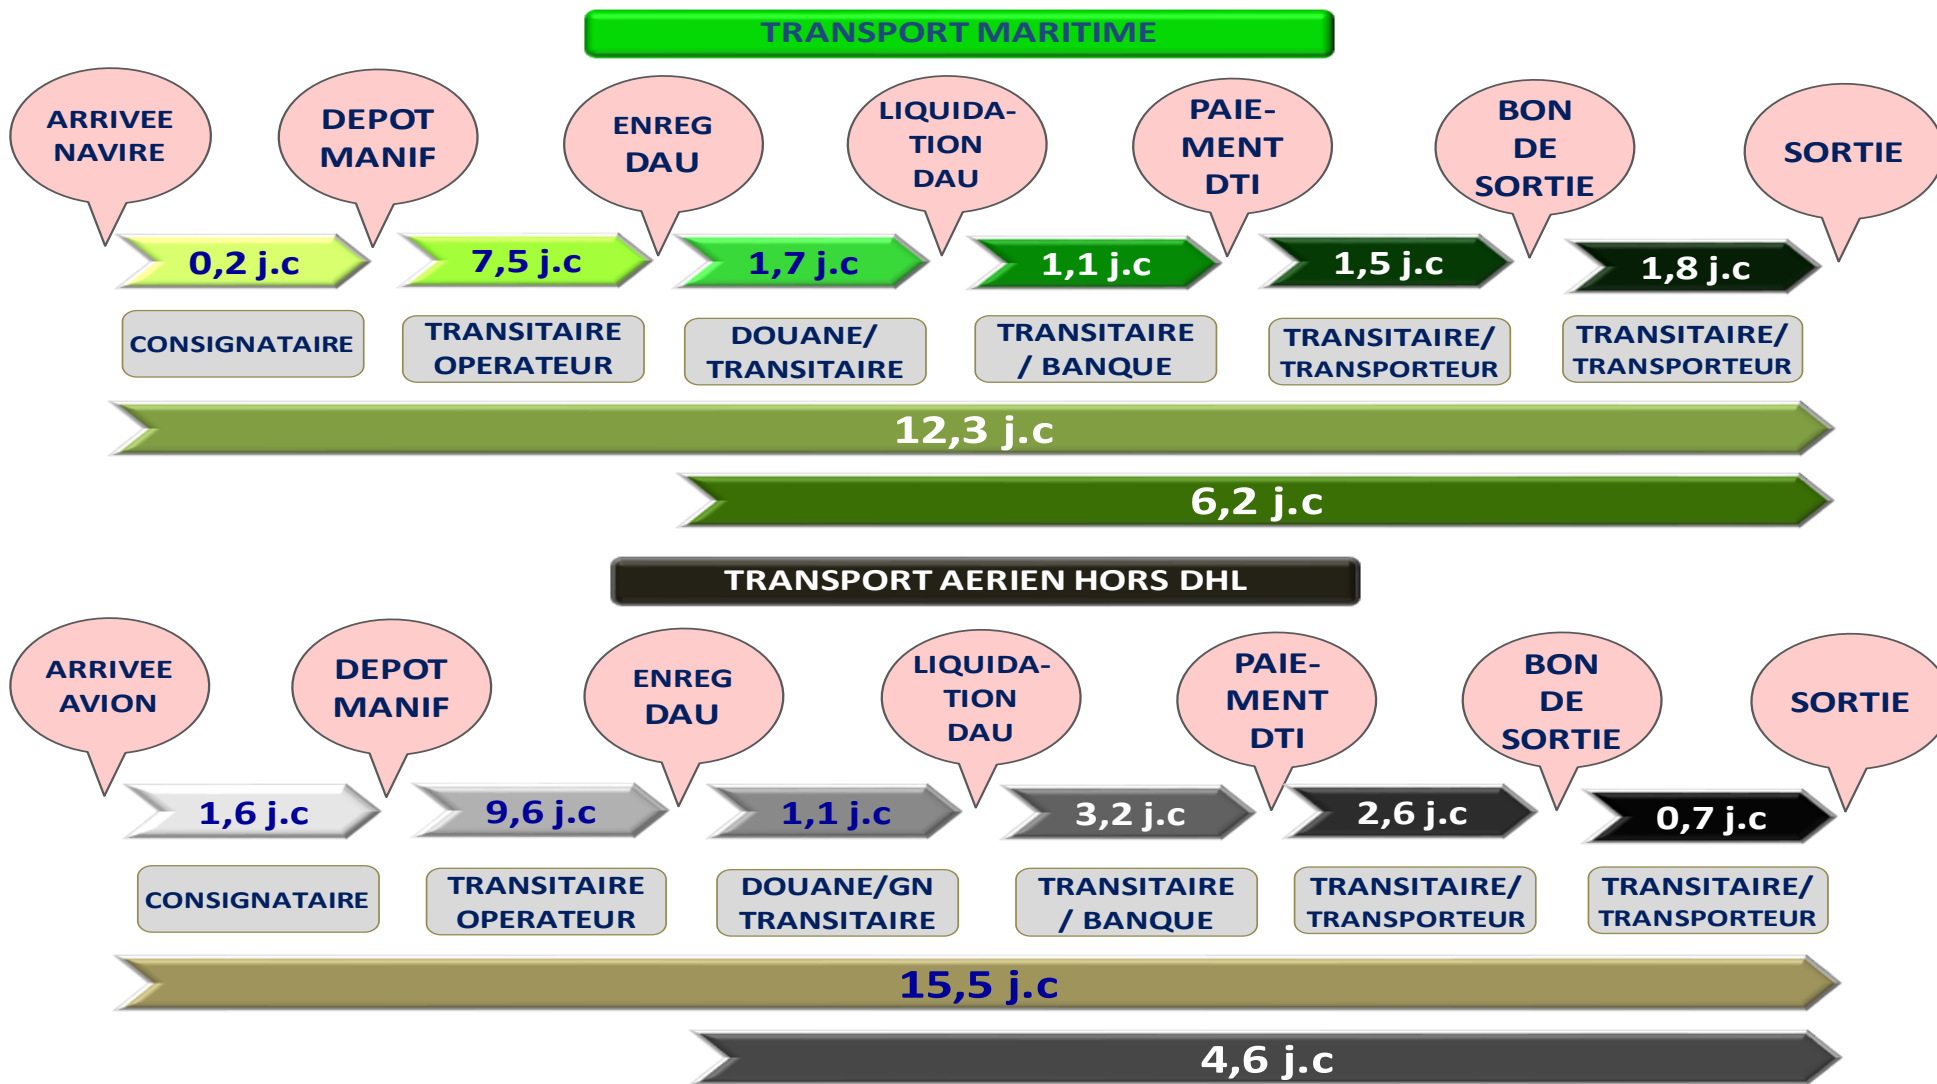 TRANSPORT MARITIME
ARRIVEE
NAVIRE
DEPOT
MANIF
ENREG
DAU
LIQUIDA-
TION
DAU
PAIE-
MENT
DTI
BON
DE
SORTIE
SORTIE
0,2 j.c
7,5 j.c
1,7 j.c
1,1 j.c
1,5 j.c
1,8 j.c
CONSIGNATAIRE
TRANSITAIRE
OPERATEUR
DOUANE/
TRANSITAIRE
TRANSITAIRE
/ BANQUE
TRANSITAIRE/
TRANSPORTEUR
TRANSITAIRE/
TRANSPORTEUR
12,3 j.c
6,2 j.c
TRANSPORT AERIEN HORS DHL
ARRIVEE
AVION
DEPOT
MANIF
ENREG
DAU
LIQUIDA-
TION
DAU
PAIE-
MENT
DTI
BON
DE
SORTIE
SORTIE
1,6 j.c
9,6 j.c
1,1 j.c
3,2 j.c
2,6 j.c
0,7 j.c
CONSIGNATAIRE
TRANSITAIRE
OPERATEUR
DOUANE/GN
TRANSITAIRE
TRANSITAIRE
/ BANQUE
TRANSITAIRE/
TRANSPORTEUR
TRANSITAIRE/
TRANSPORTEUR
15,5 j.c
4,6 j.c